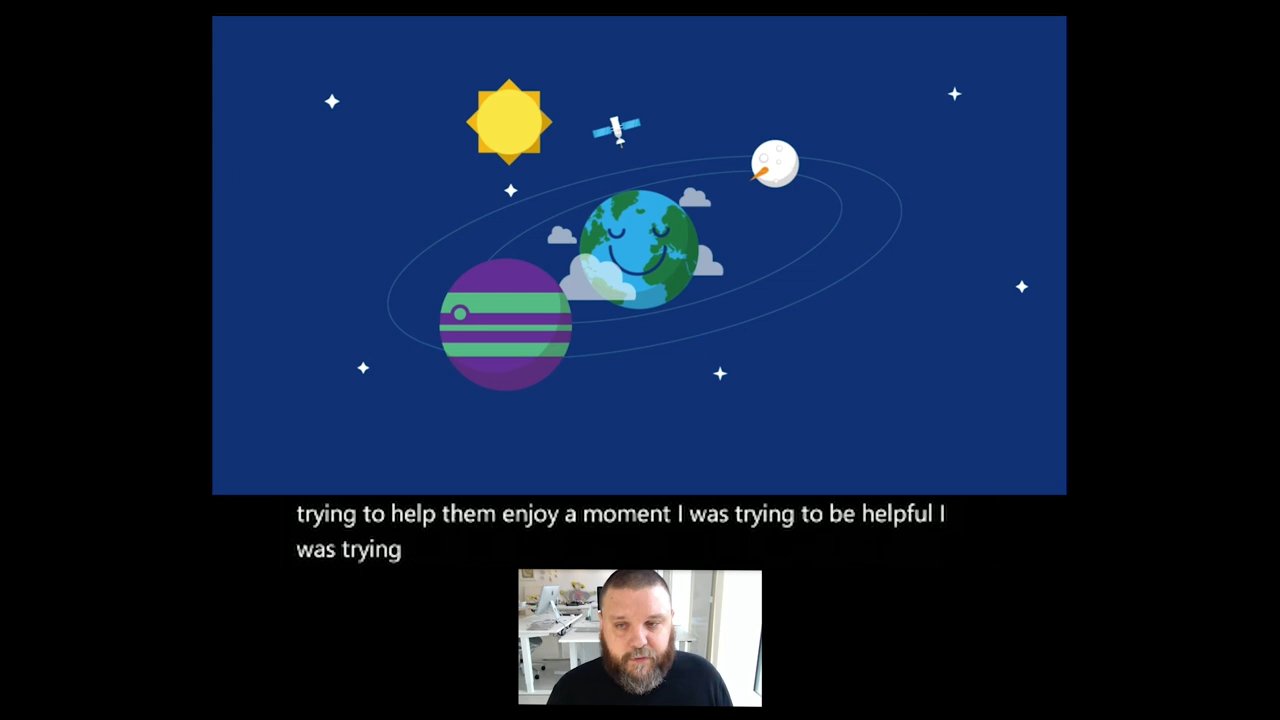 trying to help them enjoy a moment I was trying to be helpful I
was trying